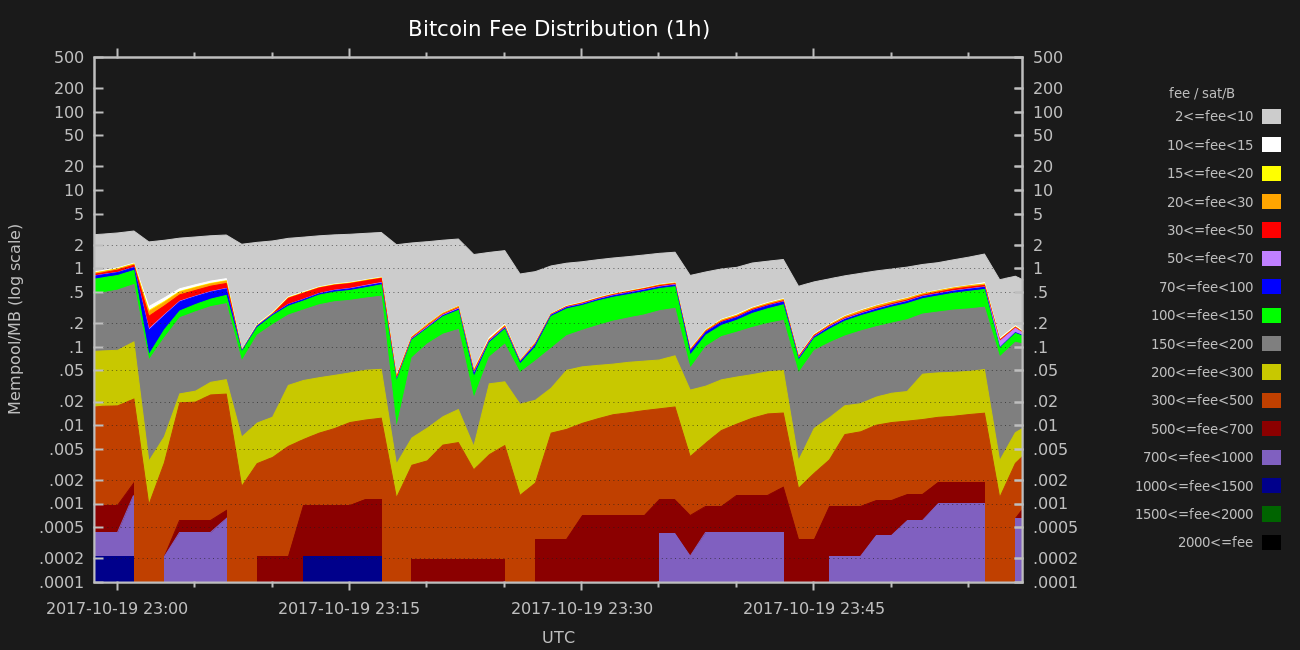 Bitcoin Fee Distribution (1h)
500 500
200 200
100 100
50 50
20 20
10 10
5 5
2 2
1 1
.5 .5
.2 .2
.1 .1
.05 .05
.02 .02
.01 .01
.005 .005
.002 .002
.001 .001
.0005 .0005
.0002 .0002
.0001 .0001
Mempool/MB (log scale)
2017-10-19 23:00 2017-10-19 23:15 2017-10-19 23:30 2017-10-19 23:45
UTC
fee / sat/B
2<=fee<10
10<=fee<15
15<=fee<20
20<=fee<30
30<=fee<50
50<=fee<70
70<=fee<100
100<=fee<150
150<=fee<200
200<=fee<300
300<=fee<500
500<=fee<700
700<=fee<1000
1000<=fee<1500
1500<=fee<2000
2000<=fee